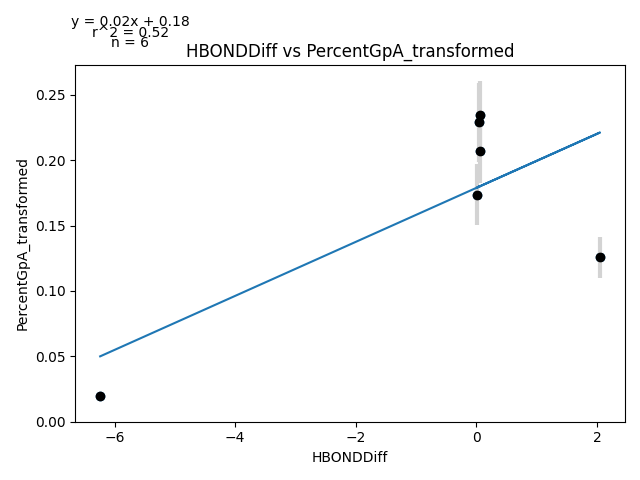 y = 0.02x + 0.18
r^2 = 0.52
n = 6
HBONDDiff vs PercentGpA_transformed
0.25
0.20
0.15
0.10
0.05
0.00
PercentGpA_transformed
−6
−4
−2
0
2
HBONDDiff